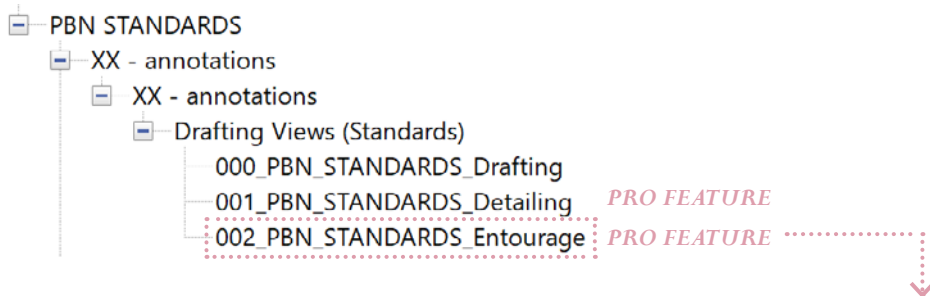 PBN STANDARDS
XX - annotations
XX - annotations
Drafting Views (Standards)
000_PBN_STANDARDS_Drafting
001_PBN_STANDARDS_Detailing PRO FEATURE
002_PBN_STANDARDS_Entourage PRO FEATURE